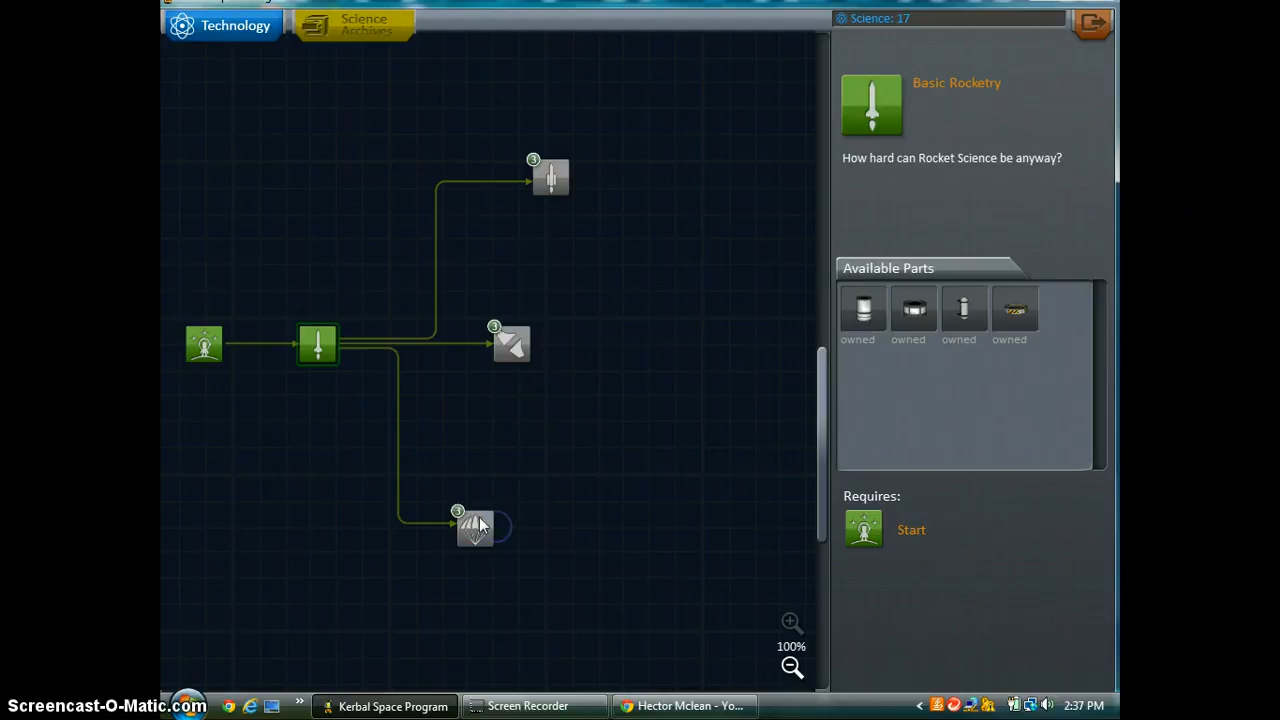 Technology
Science
Archives
Science: 17
Basic Rocketry
How hard can Rocket Science be anyway?
3
3
3
Available Parts
owned owned owned owned
Requires:
Start
100%
Screencast-O-Matic.com
Kerbal Space Program
Screen Recorder
Hector Mclean - Yo...
2:37 PM